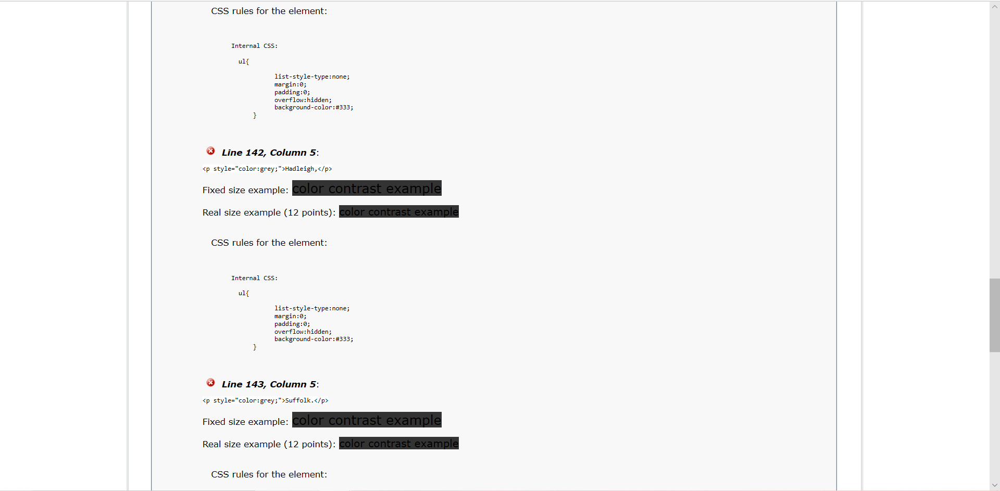 CSS rules for the element:
Internal CSS:
ul{
list-style-type:none;
margin:0;
padding:0;
overflow:hidden;
background-color:#333;
}
Line 142, Column 5:
<p style="color:grey;">Hadleigh,</p>
Fixed size example: color contrast example
Real size example (12 points): color contrast example
CSS rules for the element:
Internal CSS:
ul{
list-style-type:none;
margin:0;
padding:0;
overflow:hidden;
background-color:#333;
}
Line 143, Column 5:
<p style="color:grey;">Suffolk.</p>
Fixed size example: color contrast example
Real size example (12 points): color contrast example
CSS rules for the element: